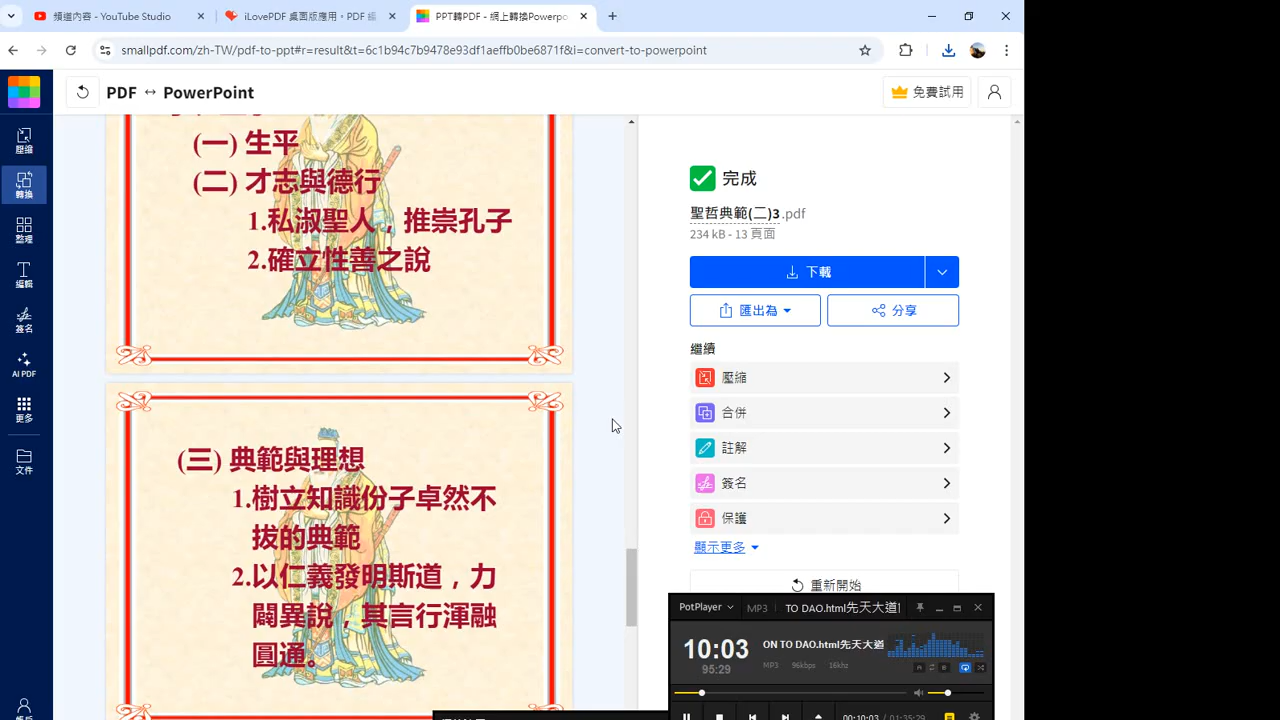 頻道內容 - YouTube Studio
iLovePDF 桌面版應用。PDF 編
PPT轉PDF - 網上轉換Powerpo
smallpdf.com/zh-TW/pdf-to-ppt#r=result&t=6c1b94c7b9478e93df1aeffb0be6871f&i=convert-to-powerpoint
PDF ↔ PowerPoint
免費試用
壓縮
轉換
整理
編輯
簽名
AI PDF
更多
文件
(一) 生平
(二) 才志與德行
1.私淑聖人，推崇孔子
2.確立性善之說
(三) 典範與理想
1.樹立知識份子卓然不
拔的典範
2.以仁義發明斯道，力
闢異說，其言行渾融
圓通。
完成
聖哲典範(二)3.pdf
234 kB - 13 頁面
下載
匯出為
分享
繼續
壓縮
合併
註解
簽名
保護
顯示更多
重新開始
PotPlayer
MP3
TO DAO.html先天大道
10:03
95:29
ON TO DAO.html先天大道
MP3 96kbps 16khz
00:10:03 / 01:35:29